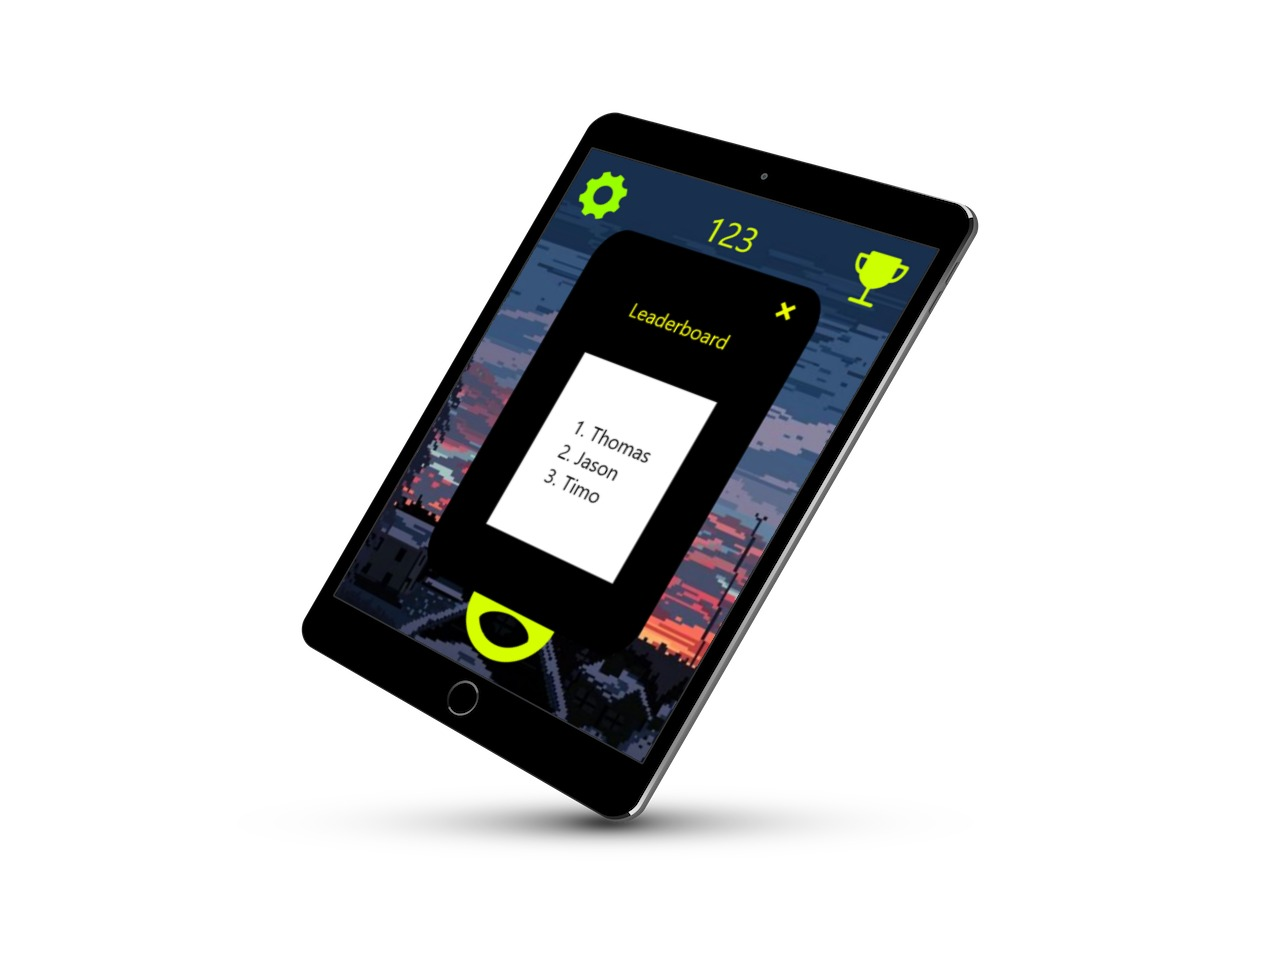 123
Leaderboard
1. Thomas
2. Jason
3. Timo